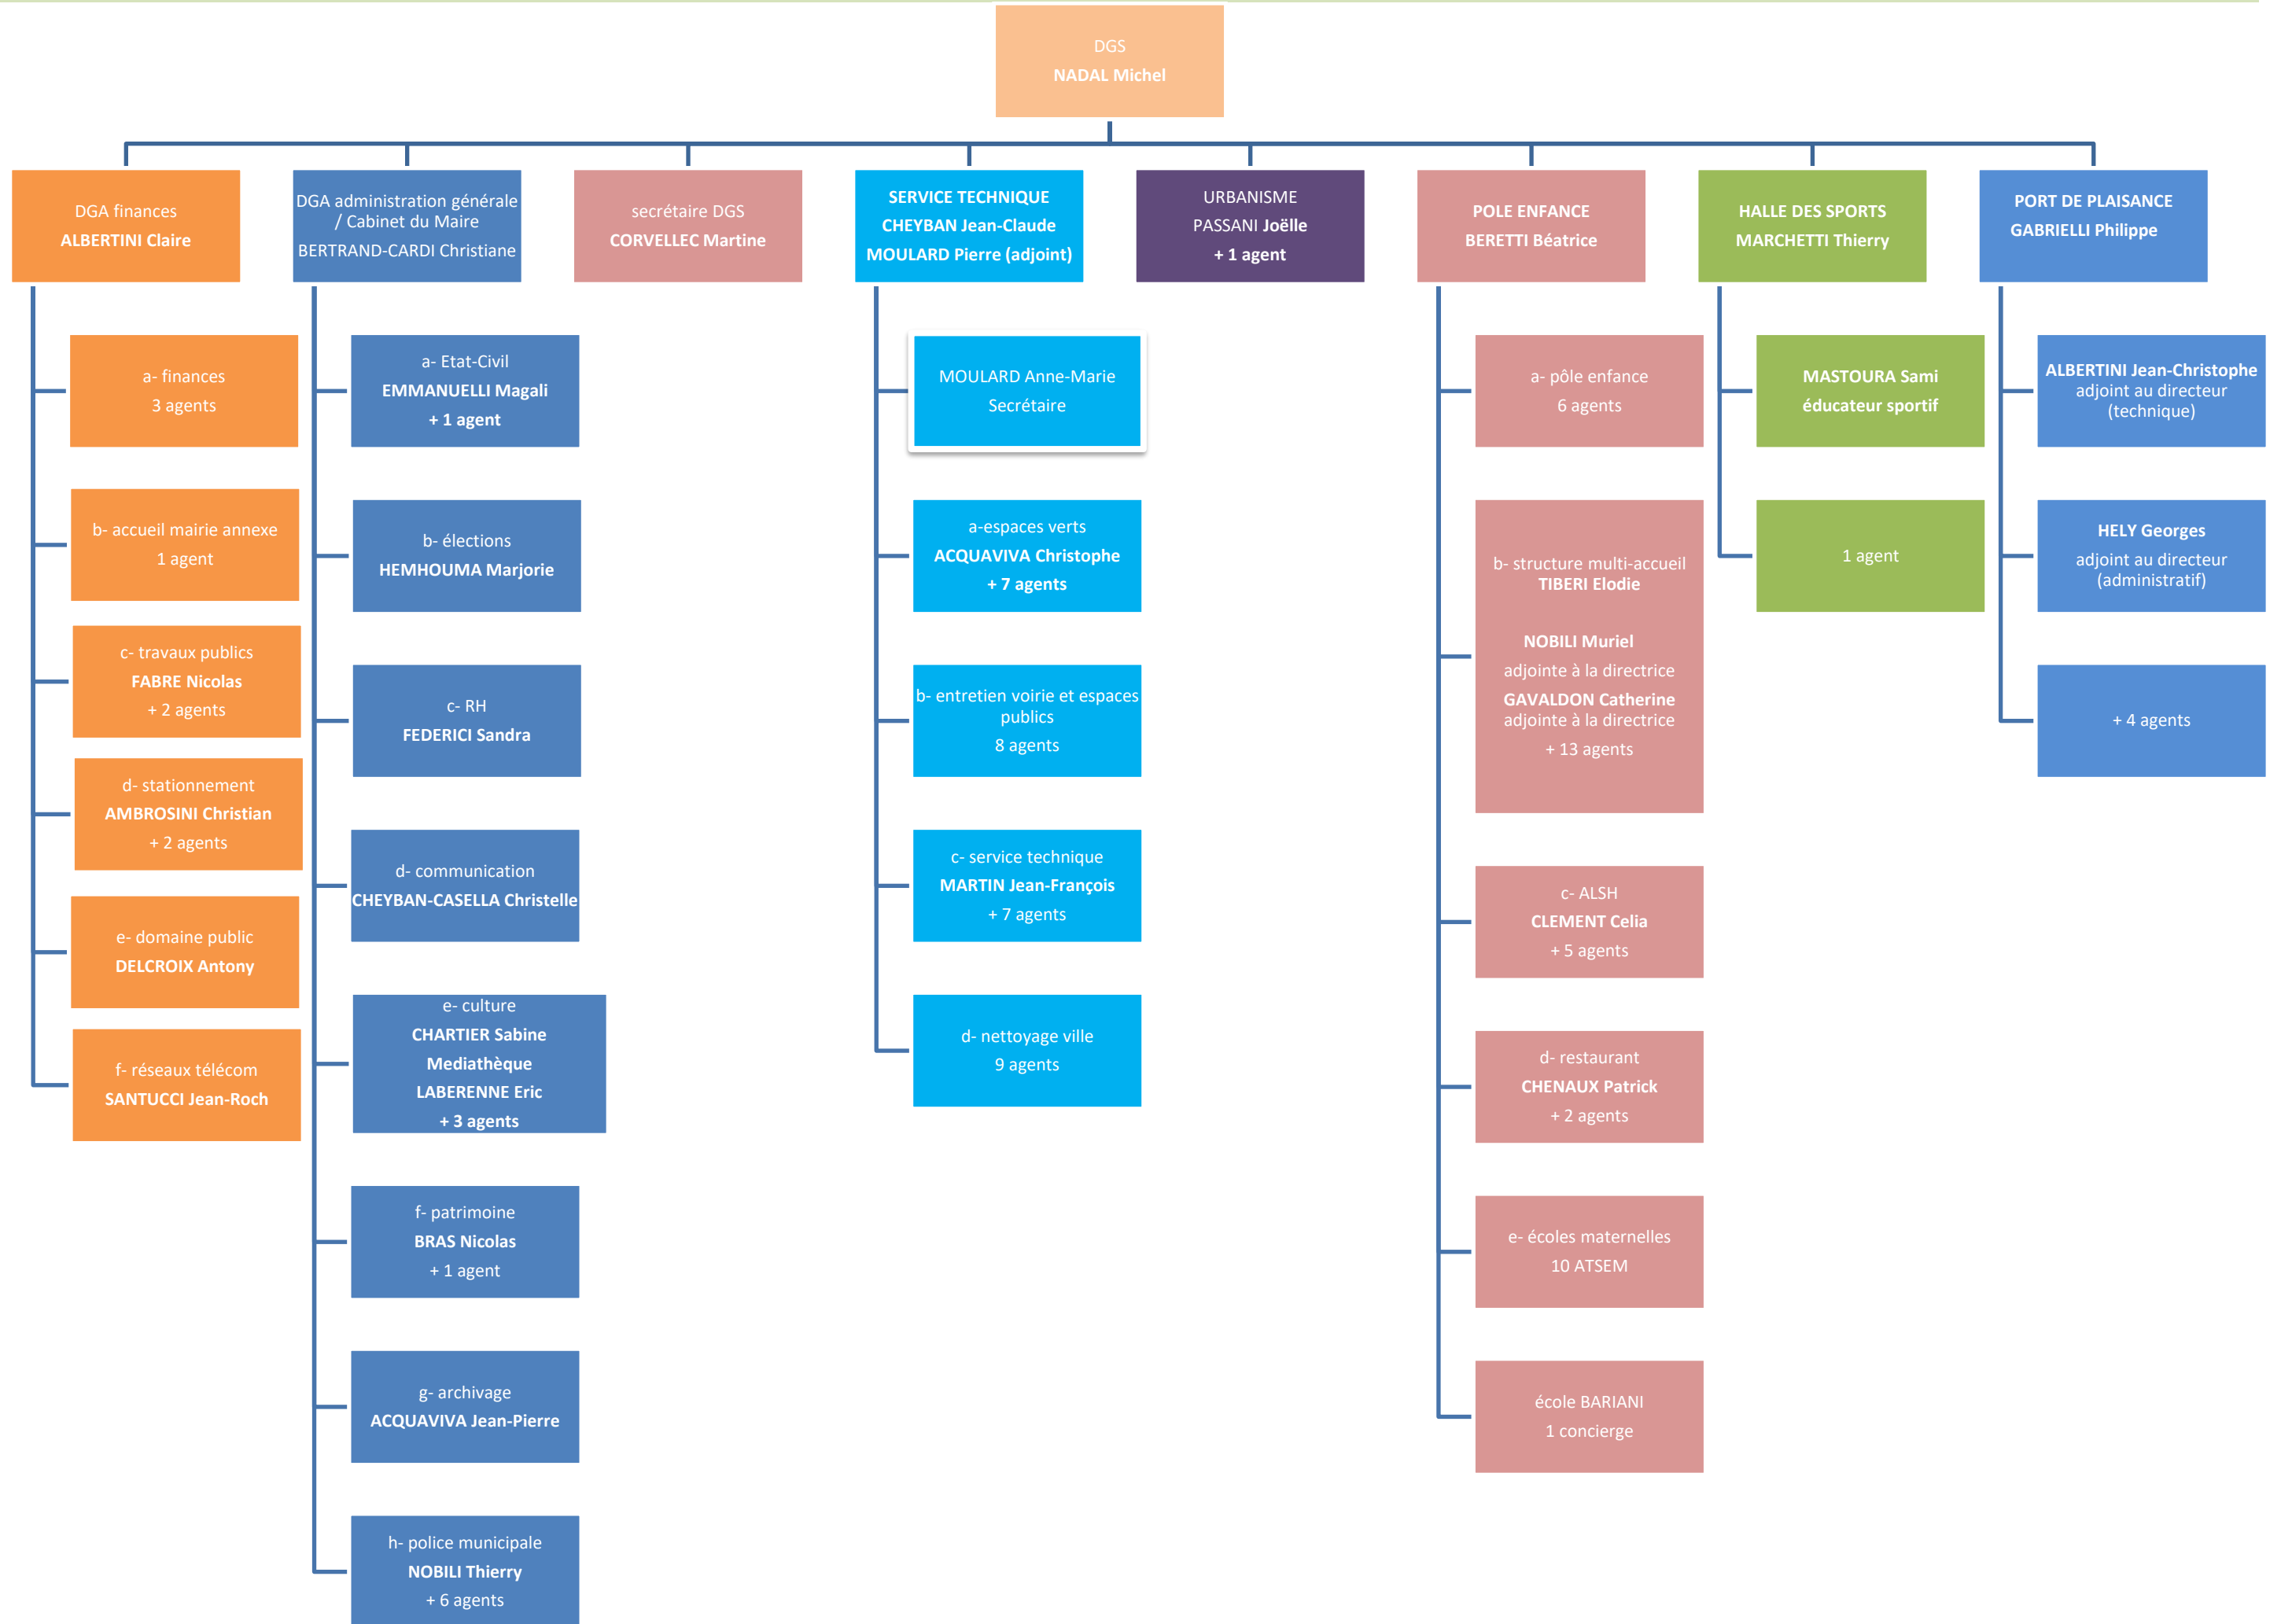 DGS
NADAL Michel
DGA finances
ALBERTINI Claire
a- finances
3 agents
b- accueil mairie annexe
1 agent
c- travaux publics
FABRE Nicolas
+ 2 agents
d- stationnement
AMBROSINI Christian
+ 2 agents
e- domaine public
DELCROIX Antony
f- réseaux télécom
SANTUCCI Jean-Roch
DGA administration générale
/ Cabinet du Maire
BERTRAND-CARDI Christiane
a- Etat-Civil
EMMANUELLI Magali
+ 1 agent
b- élections
HEMHOUMA Marjorie
c- RH
FEDERICI Sandra
d- communication
CHEYBAN-CASELLA Christelle
e- culture
CHARTIER Sabine
Mediathèque
LABERENNE Eric
+ 3 agents
f- patrimoine
BRAS Nicolas
+ 1 agent
g- archivage
ACQUAVIVA Jean-Pierre
h- police municipale
NOBILI Thierry
+ 6 agents
secrétaire DGS
CORVELLEC Martine
SERVICE TECHNIQUE
CHEYBAN Jean-Claude
MOULARD Pierre (adjoint)
MOULARD Anne-Marie
Secrétaire
a-espaces verts
ACQUAVIVA Christophe
+ 7 agents
b- entretien voirie et espaces
publics
8 agents
c- service technique
MARTIN Jean-François
+ 7 agents
d- nettoyage ville
9 agents
URBANISME
PASSANI Joëlle
+ 1 agent
POLE ENFANCE
BERETTI Béatrice
a- pôle enfance
6 agents
b- structure multi-accueil
TIBERI Elodie
NOBILI Muriel
adjointe à la directrice
GAVALDON Catherine
adjointe à la directrice
+ 13 agents
c- ALSH
CLEMENT Celia
+ 5 agents
d- restaurant
CHENAUX Patrick
+ 2 agents
e- écoles maternelles
10 ATSEM
école BARIANI
1 concierge
HALLE DES SPORTS
MARCHETTI Thierry
MASTOURA Sami
éducateur sportif
1 agent
PORT DE PLAISANCE
GABRIELLI Philippe
ALBERTINI Jean-Christophe
adjoint au directeur
(technique)
HELY Georges
adjoint au directeur
(administratif)
+ 4 agents